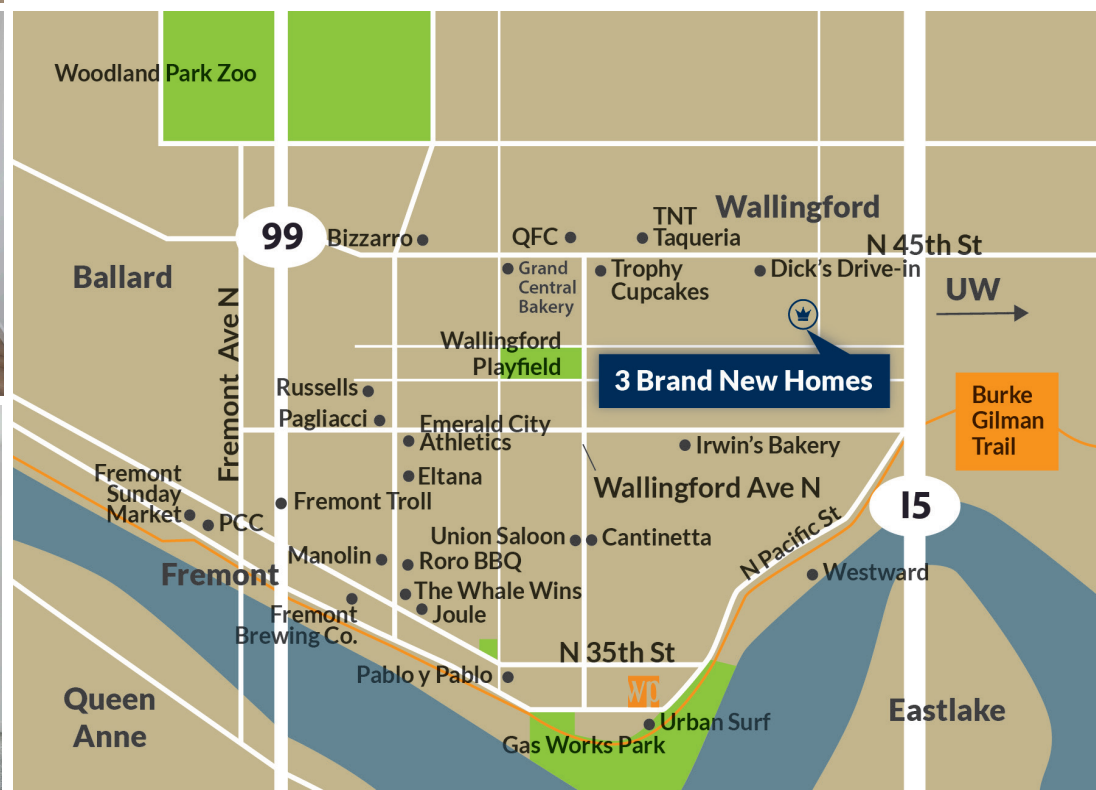 Woodland Park Zoo
TNT
Taqueria
Wallingford
99
Bizzarro
QFC
N 45th St
Ballard
Grand
Central
Bakery
Trophy
Cupcakes
Dick's Drive-in
UW
Fremont Ave N
Wallingford
Playfield
3 Brand New Homes
Russells
Pagliacci
Emerald City
Athletics
Burke
Gilman
Trail
Irwin's Bakery
Eltana
Wallingford Ave N
Fremont
Sunday
Market
PCC
Fremont Troll
I5
Union Saloon
Cantinetta
N Pacific St
Manolin
Roro BBQ
Westward
Fremont
The Whale Wins
Joule
Fremont
Brewing Co.
N 35th St
Pablo y Pablo
wp
Queen
Anne
Urban Surf
Eastlake
Gas Works Park